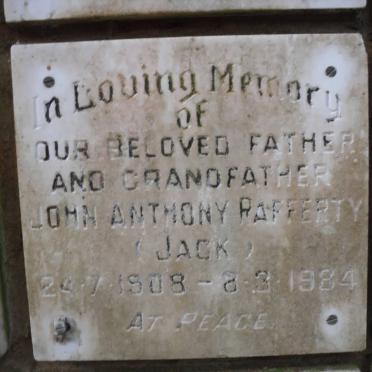 In Loving Memory
OF
OUR BELOVED FATHER
AND GRANDFATHER
JOHN ANTHONY RAFFERTY
(JACK)
24·7·1908 - 8·3·1984
AT PEACE